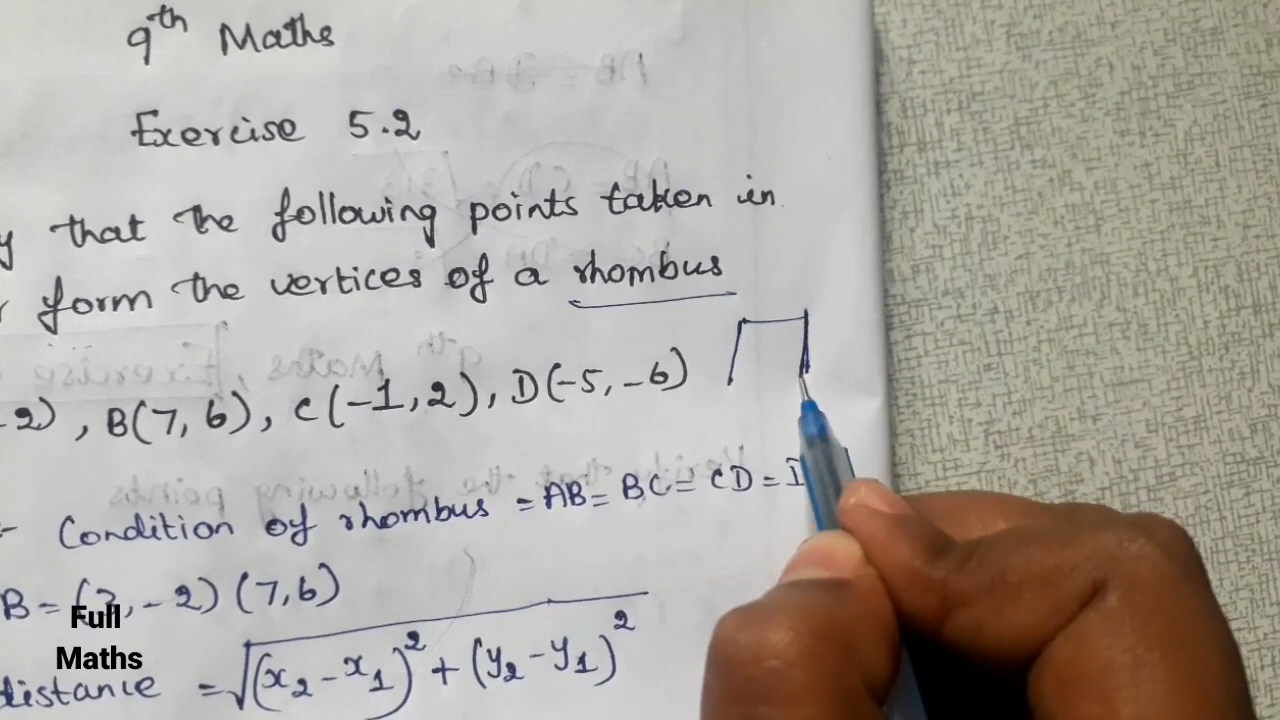 9th Maths
Exercise 5.2
y that the following points taken in
form the vertices of a rhombus
2), B(7, 6), C(-1, 2), D(-5, -6)
Condition of rhombus = AB = BC = CD =
B = (3, -2) (7, 6)
distance = √(x2 - x1)² + (y2 - y1)²
Full
Maths